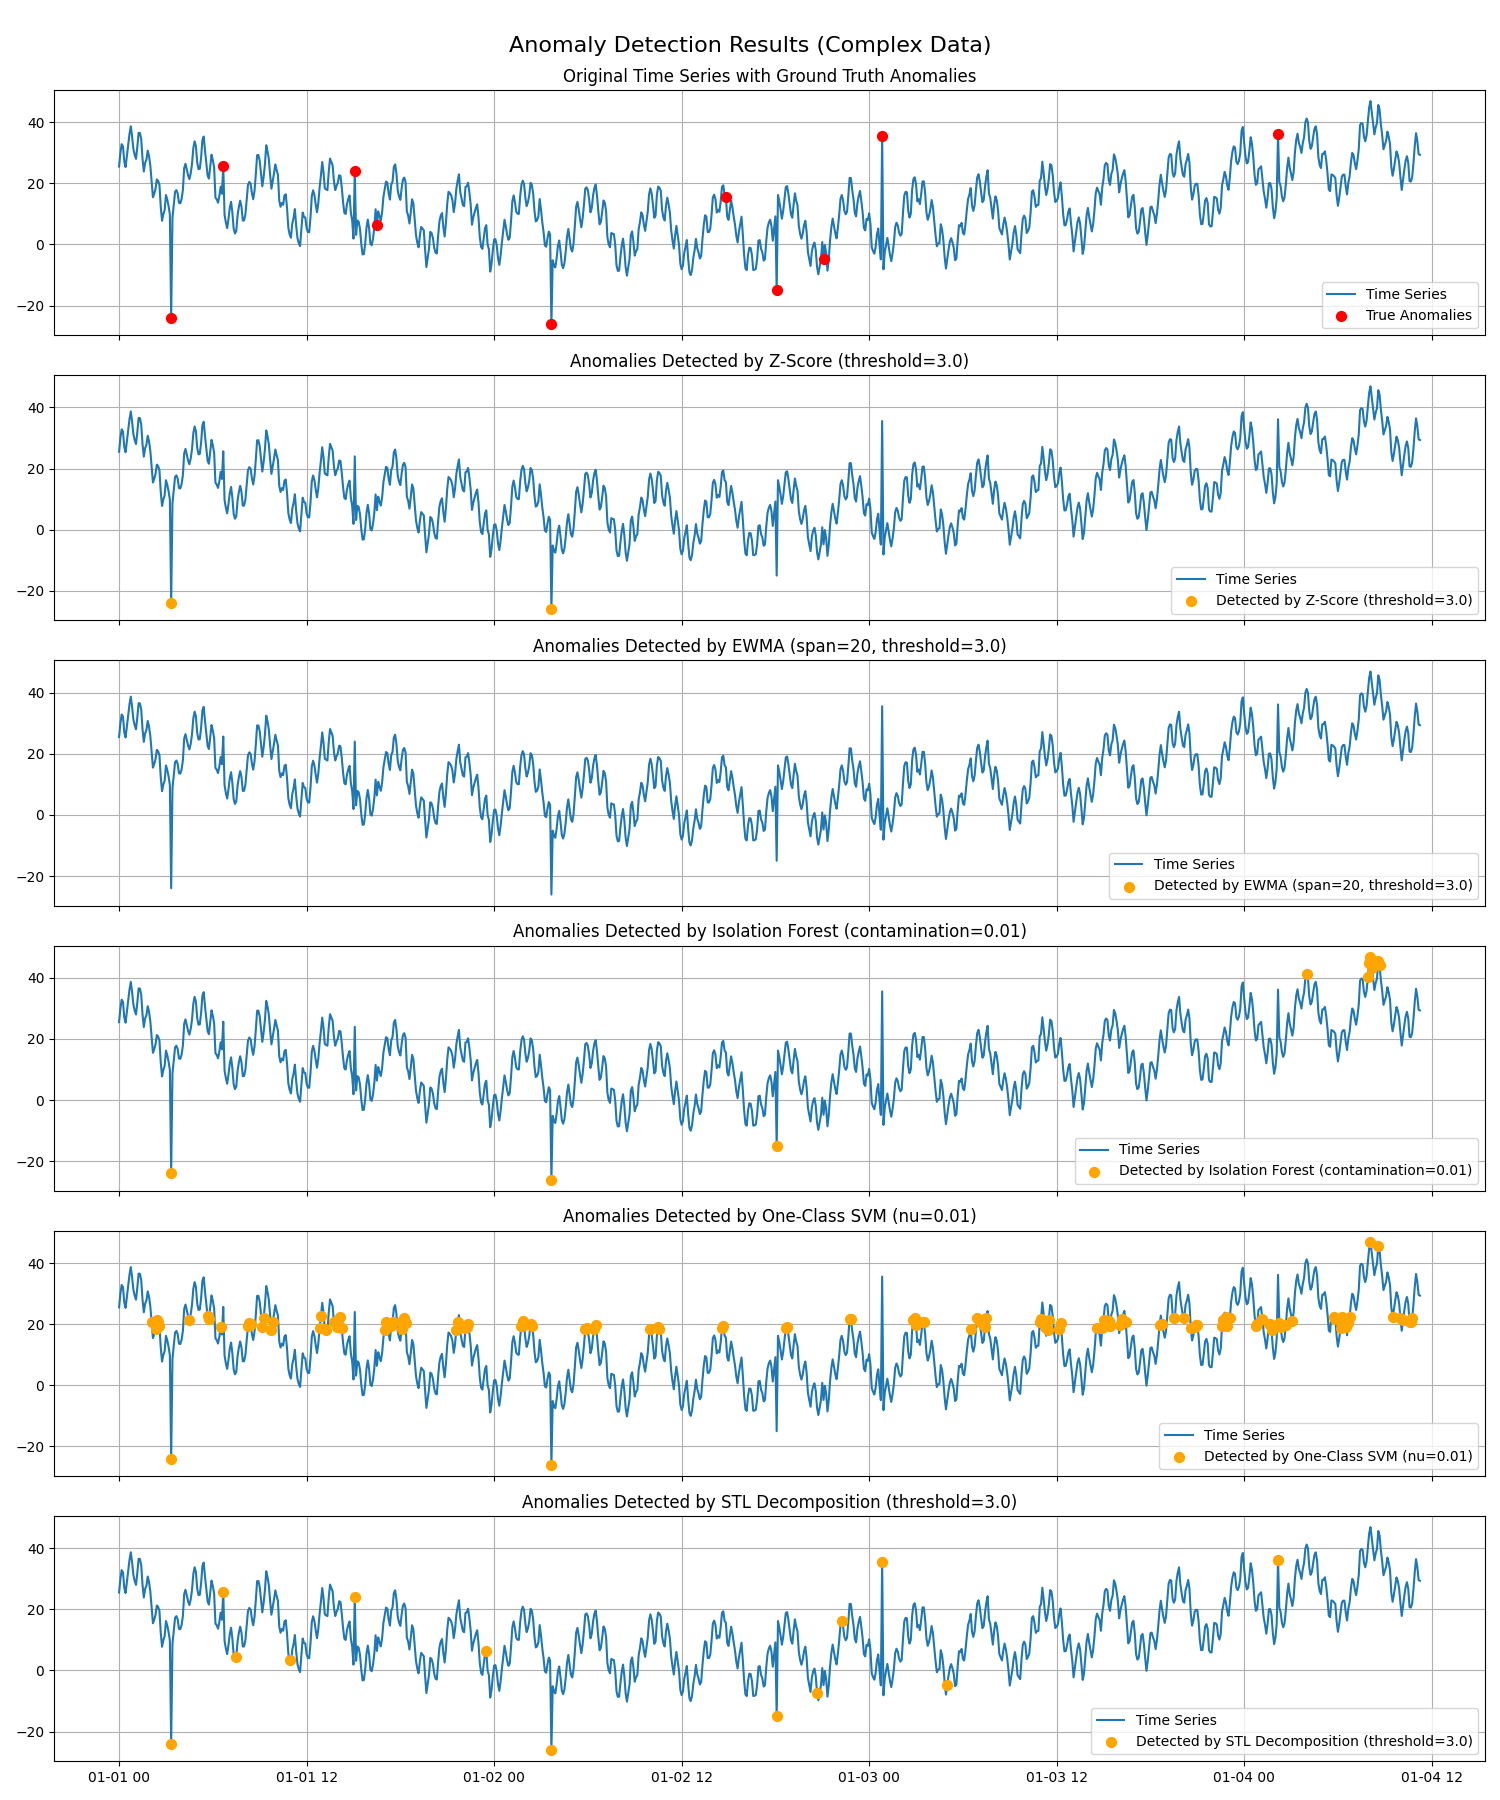 Anomaly Detection Results (Complex Data)
Original Time Series with Ground Truth Anomalies
40
20
0
−20
Time Series
True Anomalies
Anomalies Detected by Z-Score (threshold=3.0)
40
20
0
−20
Time Series
Detected by Z-Score (threshold=3.0)
Anomalies Detected by EWMA (span=20, threshold=3.0)
40
20
0
−20
Time Series
Detected by EWMA (span=20, threshold=3.0)
Anomalies Detected by Isolation Forest (contamination=0.01)
40
20
0
−20
Time Series
Detected by Isolation Forest (contamination=0.01)
Anomalies Detected by One-Class SVM (nu=0.01)
40
20
0
−20
Time Series
Detected by One-Class SVM (nu=0.01)
Anomalies Detected by STL Decomposition (threshold=3.0)
40
20
0
−20
Time Series
Detected by STL Decomposition (threshold=3.0)
01-01 00 01-01 12 01-02 00 01-02 12 01-03 00 01-03 12 01-04 00 01-04 12